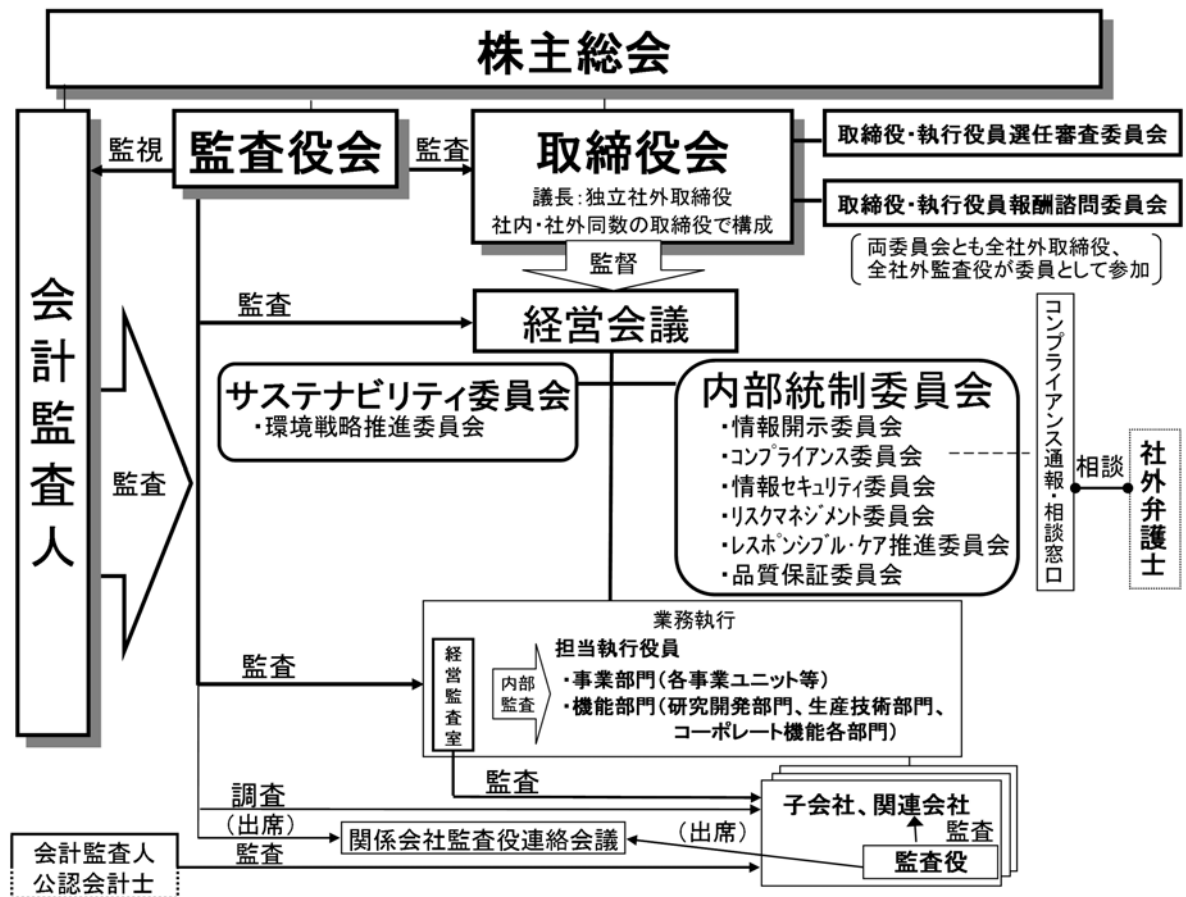 株主総会
監視
監査役会
監査
取締役会
議長:独立社外取締役
社内・社外同数の取締役で構成
取締役・執行役員選任審査委員会
取締役・執行役員報酬諮問委員会
両委員会とも全社外取締役、
全社外監査役が委員として参加
監督
会計監査人
監査
監査
経営会議
サステナビリティ委員会
・環境戦略推進委員会
内部統制委員会
・情報開示委員会
・コンプライアンス委員会
・情報セキュリティ委員会
・リスクマネジメント委員会
・レスポンシブル・ケア推進委員会
・品質保証委員会
コンプライアンス通報・相談窓口
相談
社外弁護士
監査
業務執行
経営監査室
内部
監査
担当執行役員
・事業部門(各事業ユニット等)
・機能部門(研究開発部門、生産技術部門、
コーポレート機能各部門)
監査
調査
(出席)
関係会社監査役連絡会議
(出席)
子会社、関連会社
監査
監査役
会計監査人
公認会計士
監査